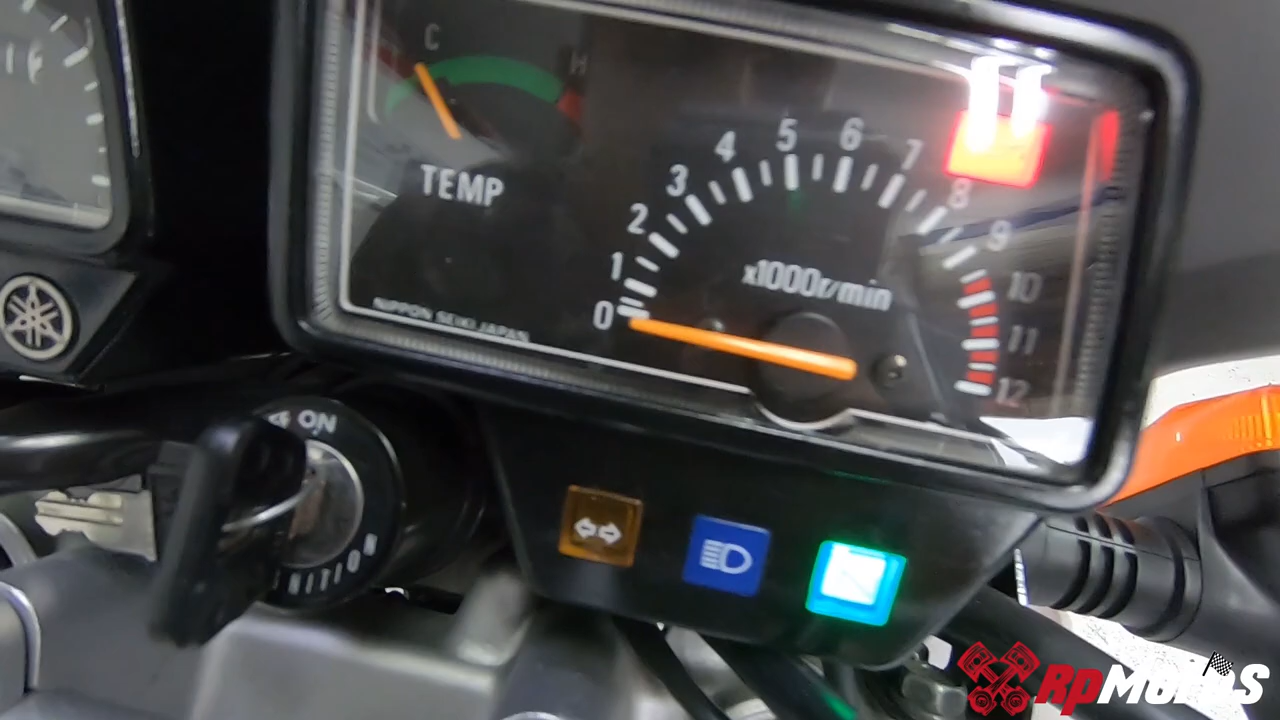 C H
TEMP
0 1 2 3 4 5 6 7 8 9 10 11 12
x1000r/min
NIPPON SEIKI JAPAN
ON
IGNITION
RpMotos